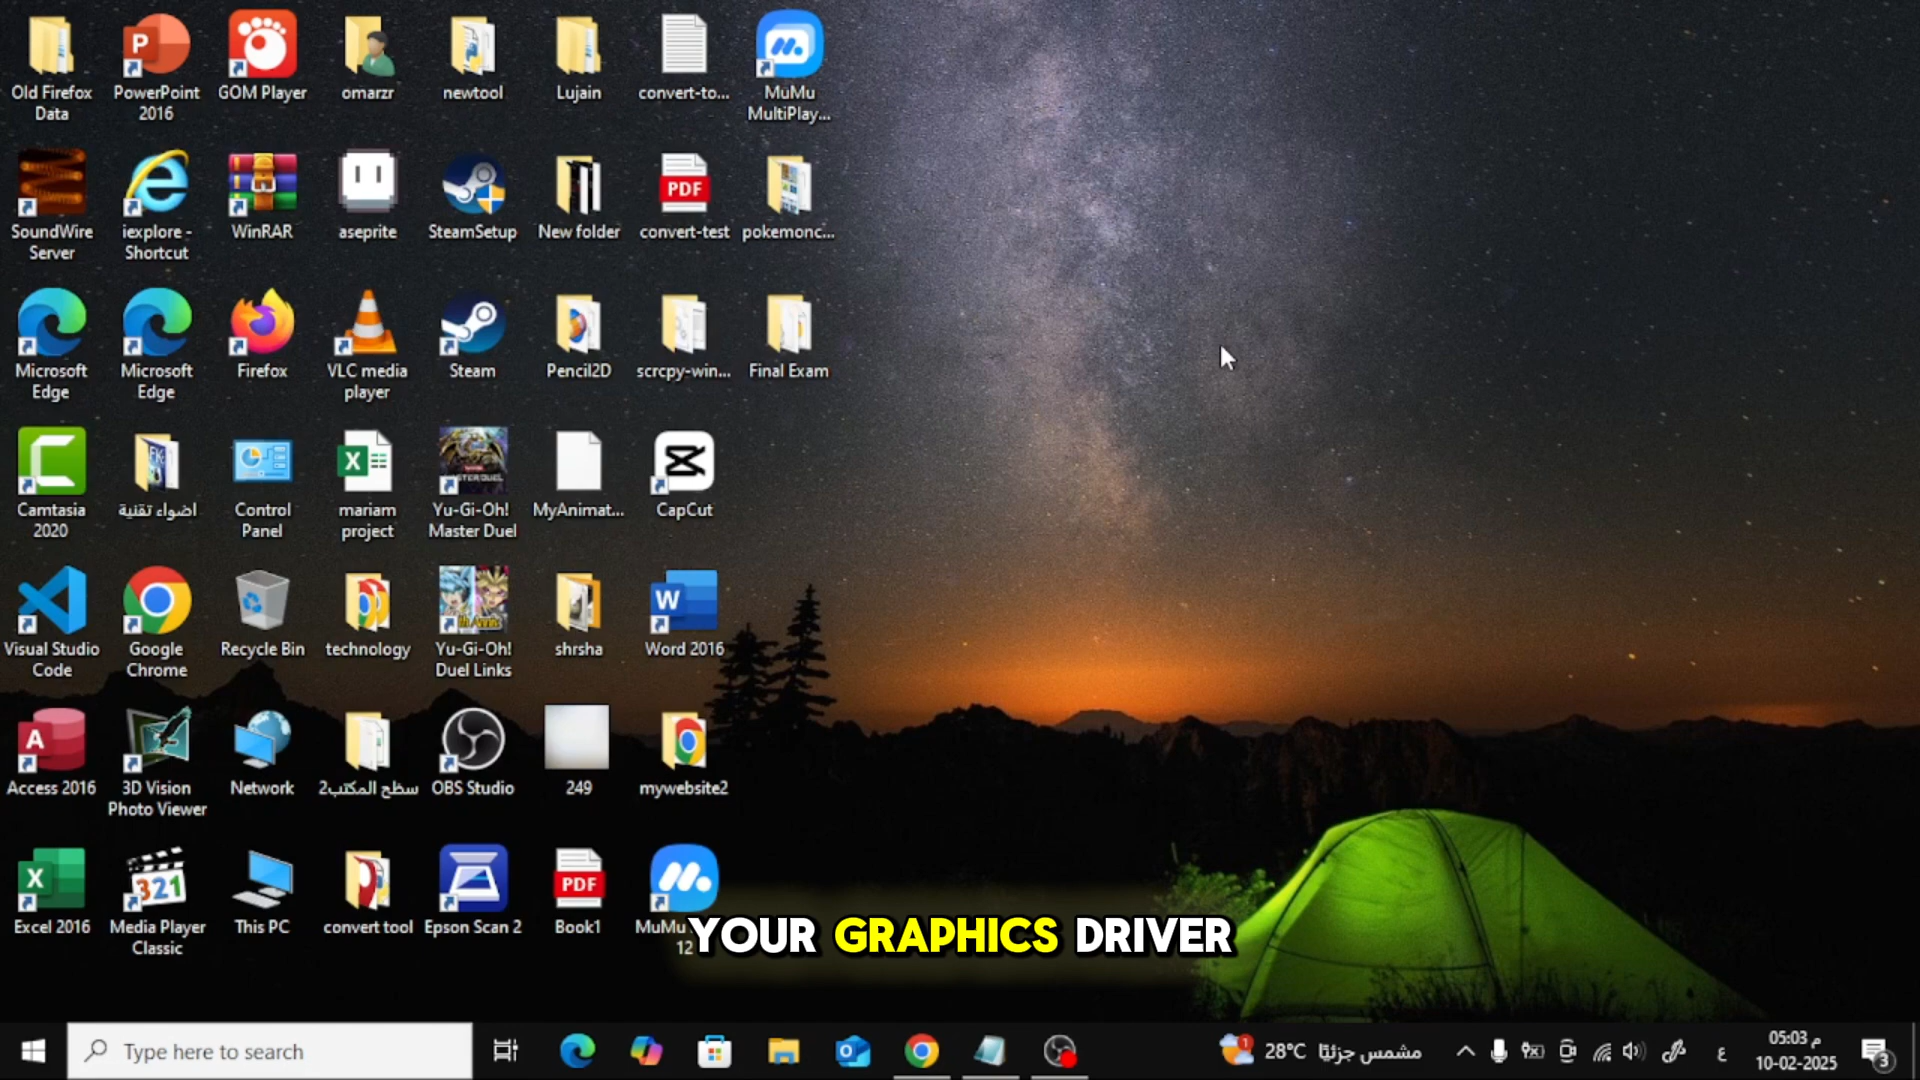 Old Firefox
Data
PowerPoint
2016
GOM Player
omarzr
newtool
Lujain
convert-to...
MuMu
MultiPlay...
SoundWire
Server
iexplore -
Shortcut
WinRAR
aseprite
SteamSetup
New folder
PDF
convert-test
pokemonc...
Microsoft
Edge
Microsoft
Edge
Firefox
VLC media
player
Steam
Pencil2D
scrcpy-win...
Final Exam
Camtasia
2020
اضواء تقنية
Control
Panel
mariam
project
Yu-Gi-Oh!
Master Duel
MyAnimat...
CapCut
Visual Studio
Code
Google
Chrome
Recycle Bin
technology
Yu-Gi-Oh!
Duel Links
shrsha
Word 2016
Access 2016
3D Vision
Photo Viewer
Network
سطح المكتب2
OBS Studio
249
mywebsite2
Excel 2016
321
Media Player
Classic
This PC
convert tool
Epson Scan 2
PDF
Book1
MuMu
12
YOUR GRAPHICS DRIVER
Type here to search
1
28°C مشمس جزئيًا
ع
05:03 م
10-02-2025
3